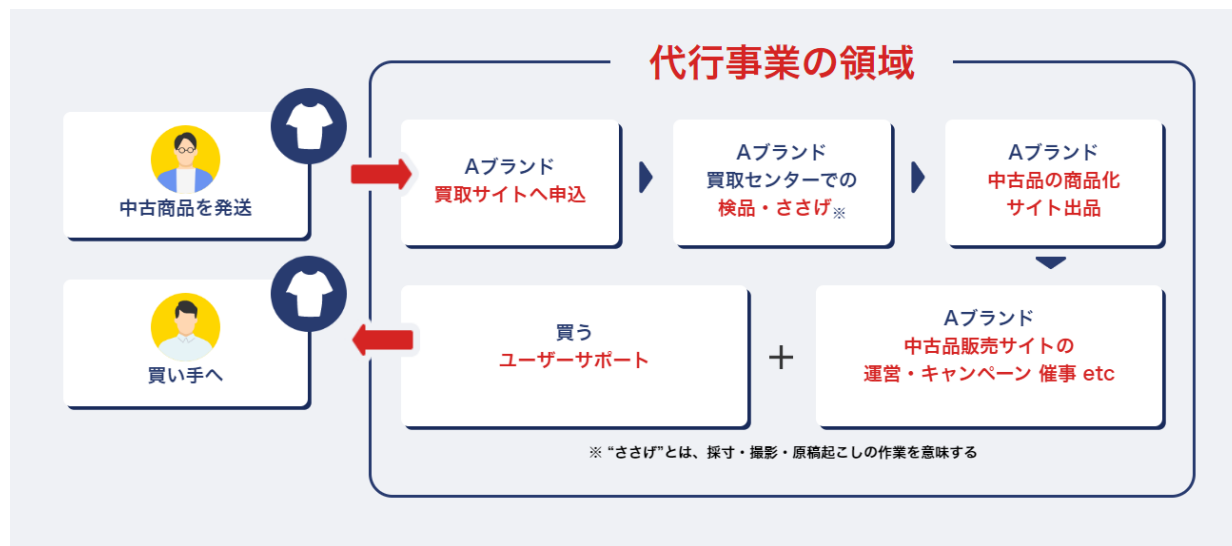 代行事業の領域
中古商品を発送
Aブランド
買取サイトへ申込
Aブランド
買取センターでの
検品・ささげ※
Aブランド
中古品の商品化
サイト出品
買い手へ
買う
ユーザーサポート
+
Aブランド
中古品販売サイトの
運営・キャンペーン 催事 etc
※ “ささげ”とは、採寸・撮影・原稿起こしの作業を意味する